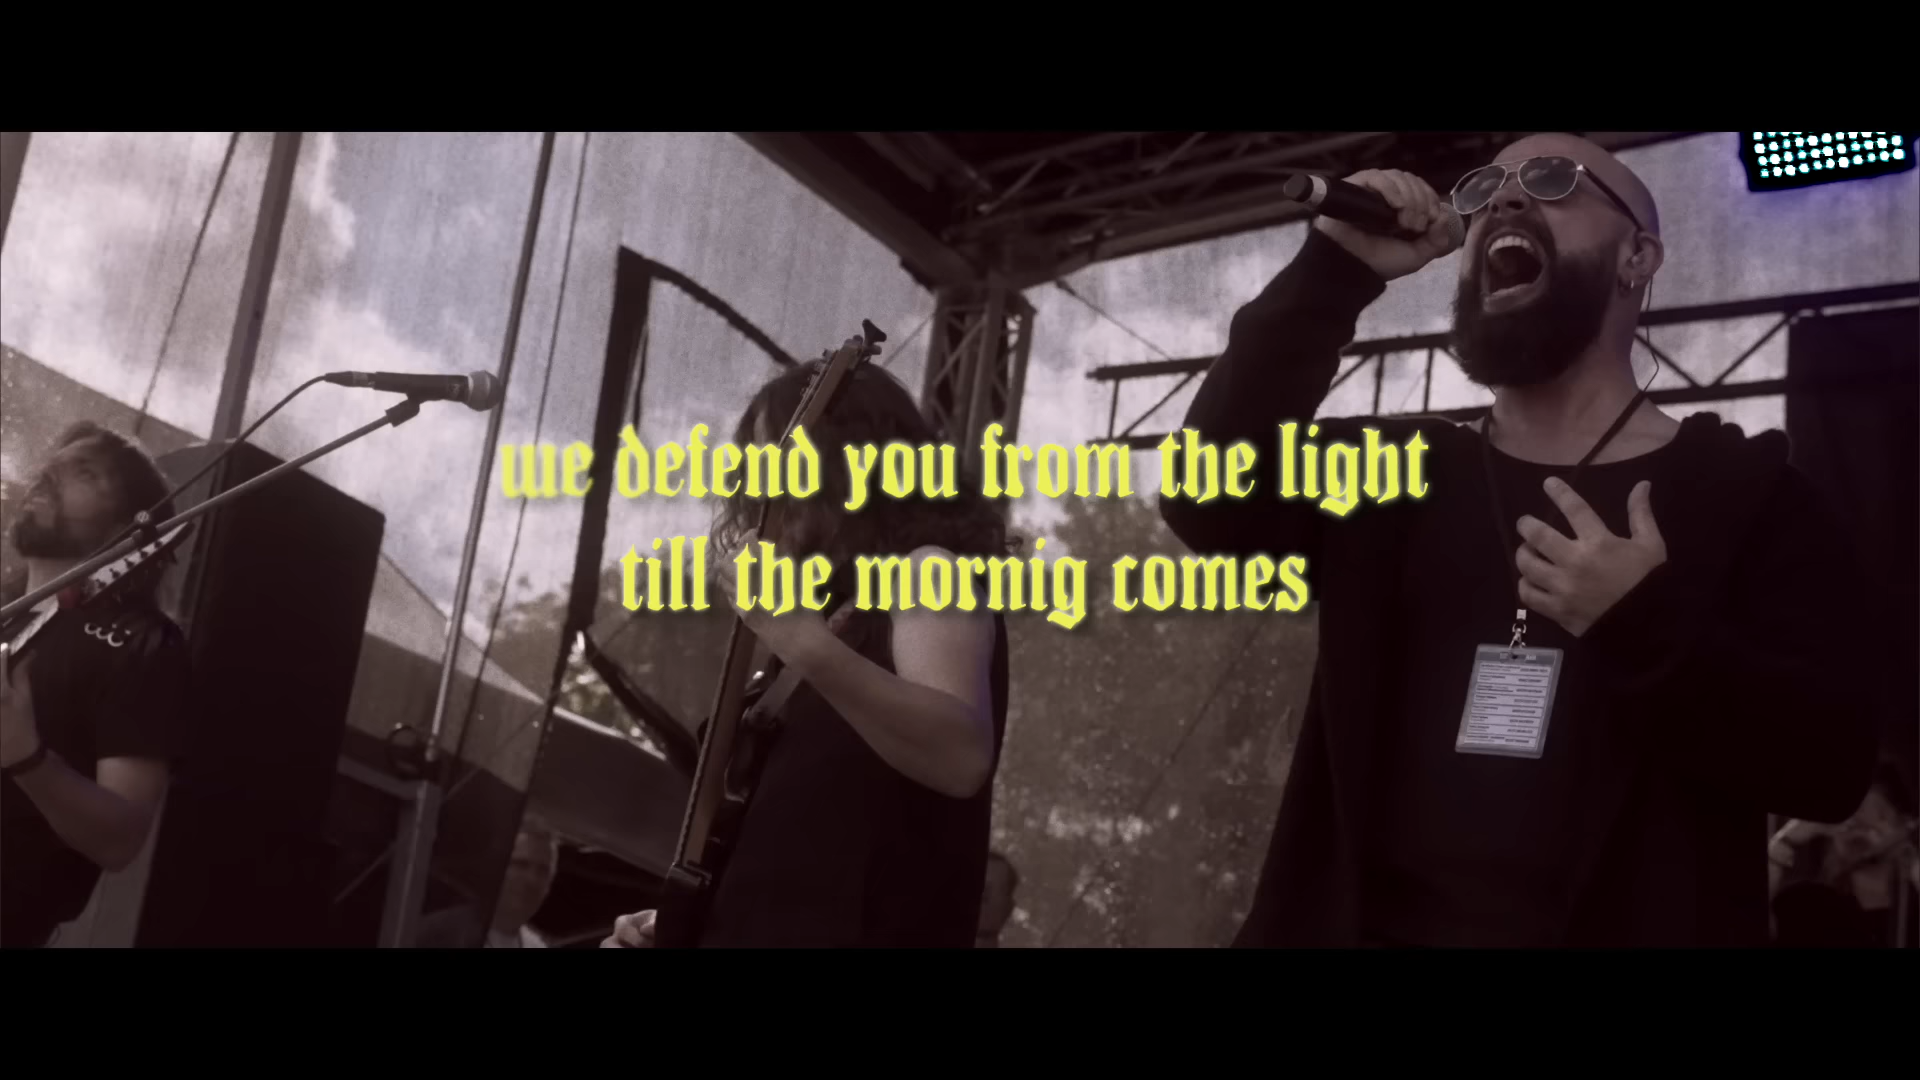 we defend you from the light
till the mornig comes